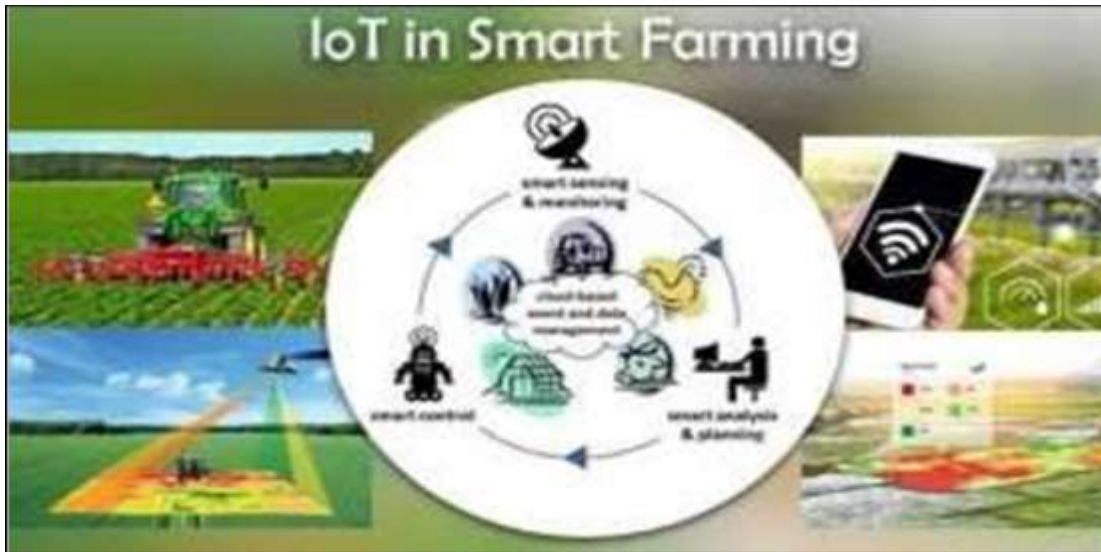 IoT in Smart Farming
smart sensing
& monitoring
cloud-based
event and data
management
smart control
smart analysis
& planning